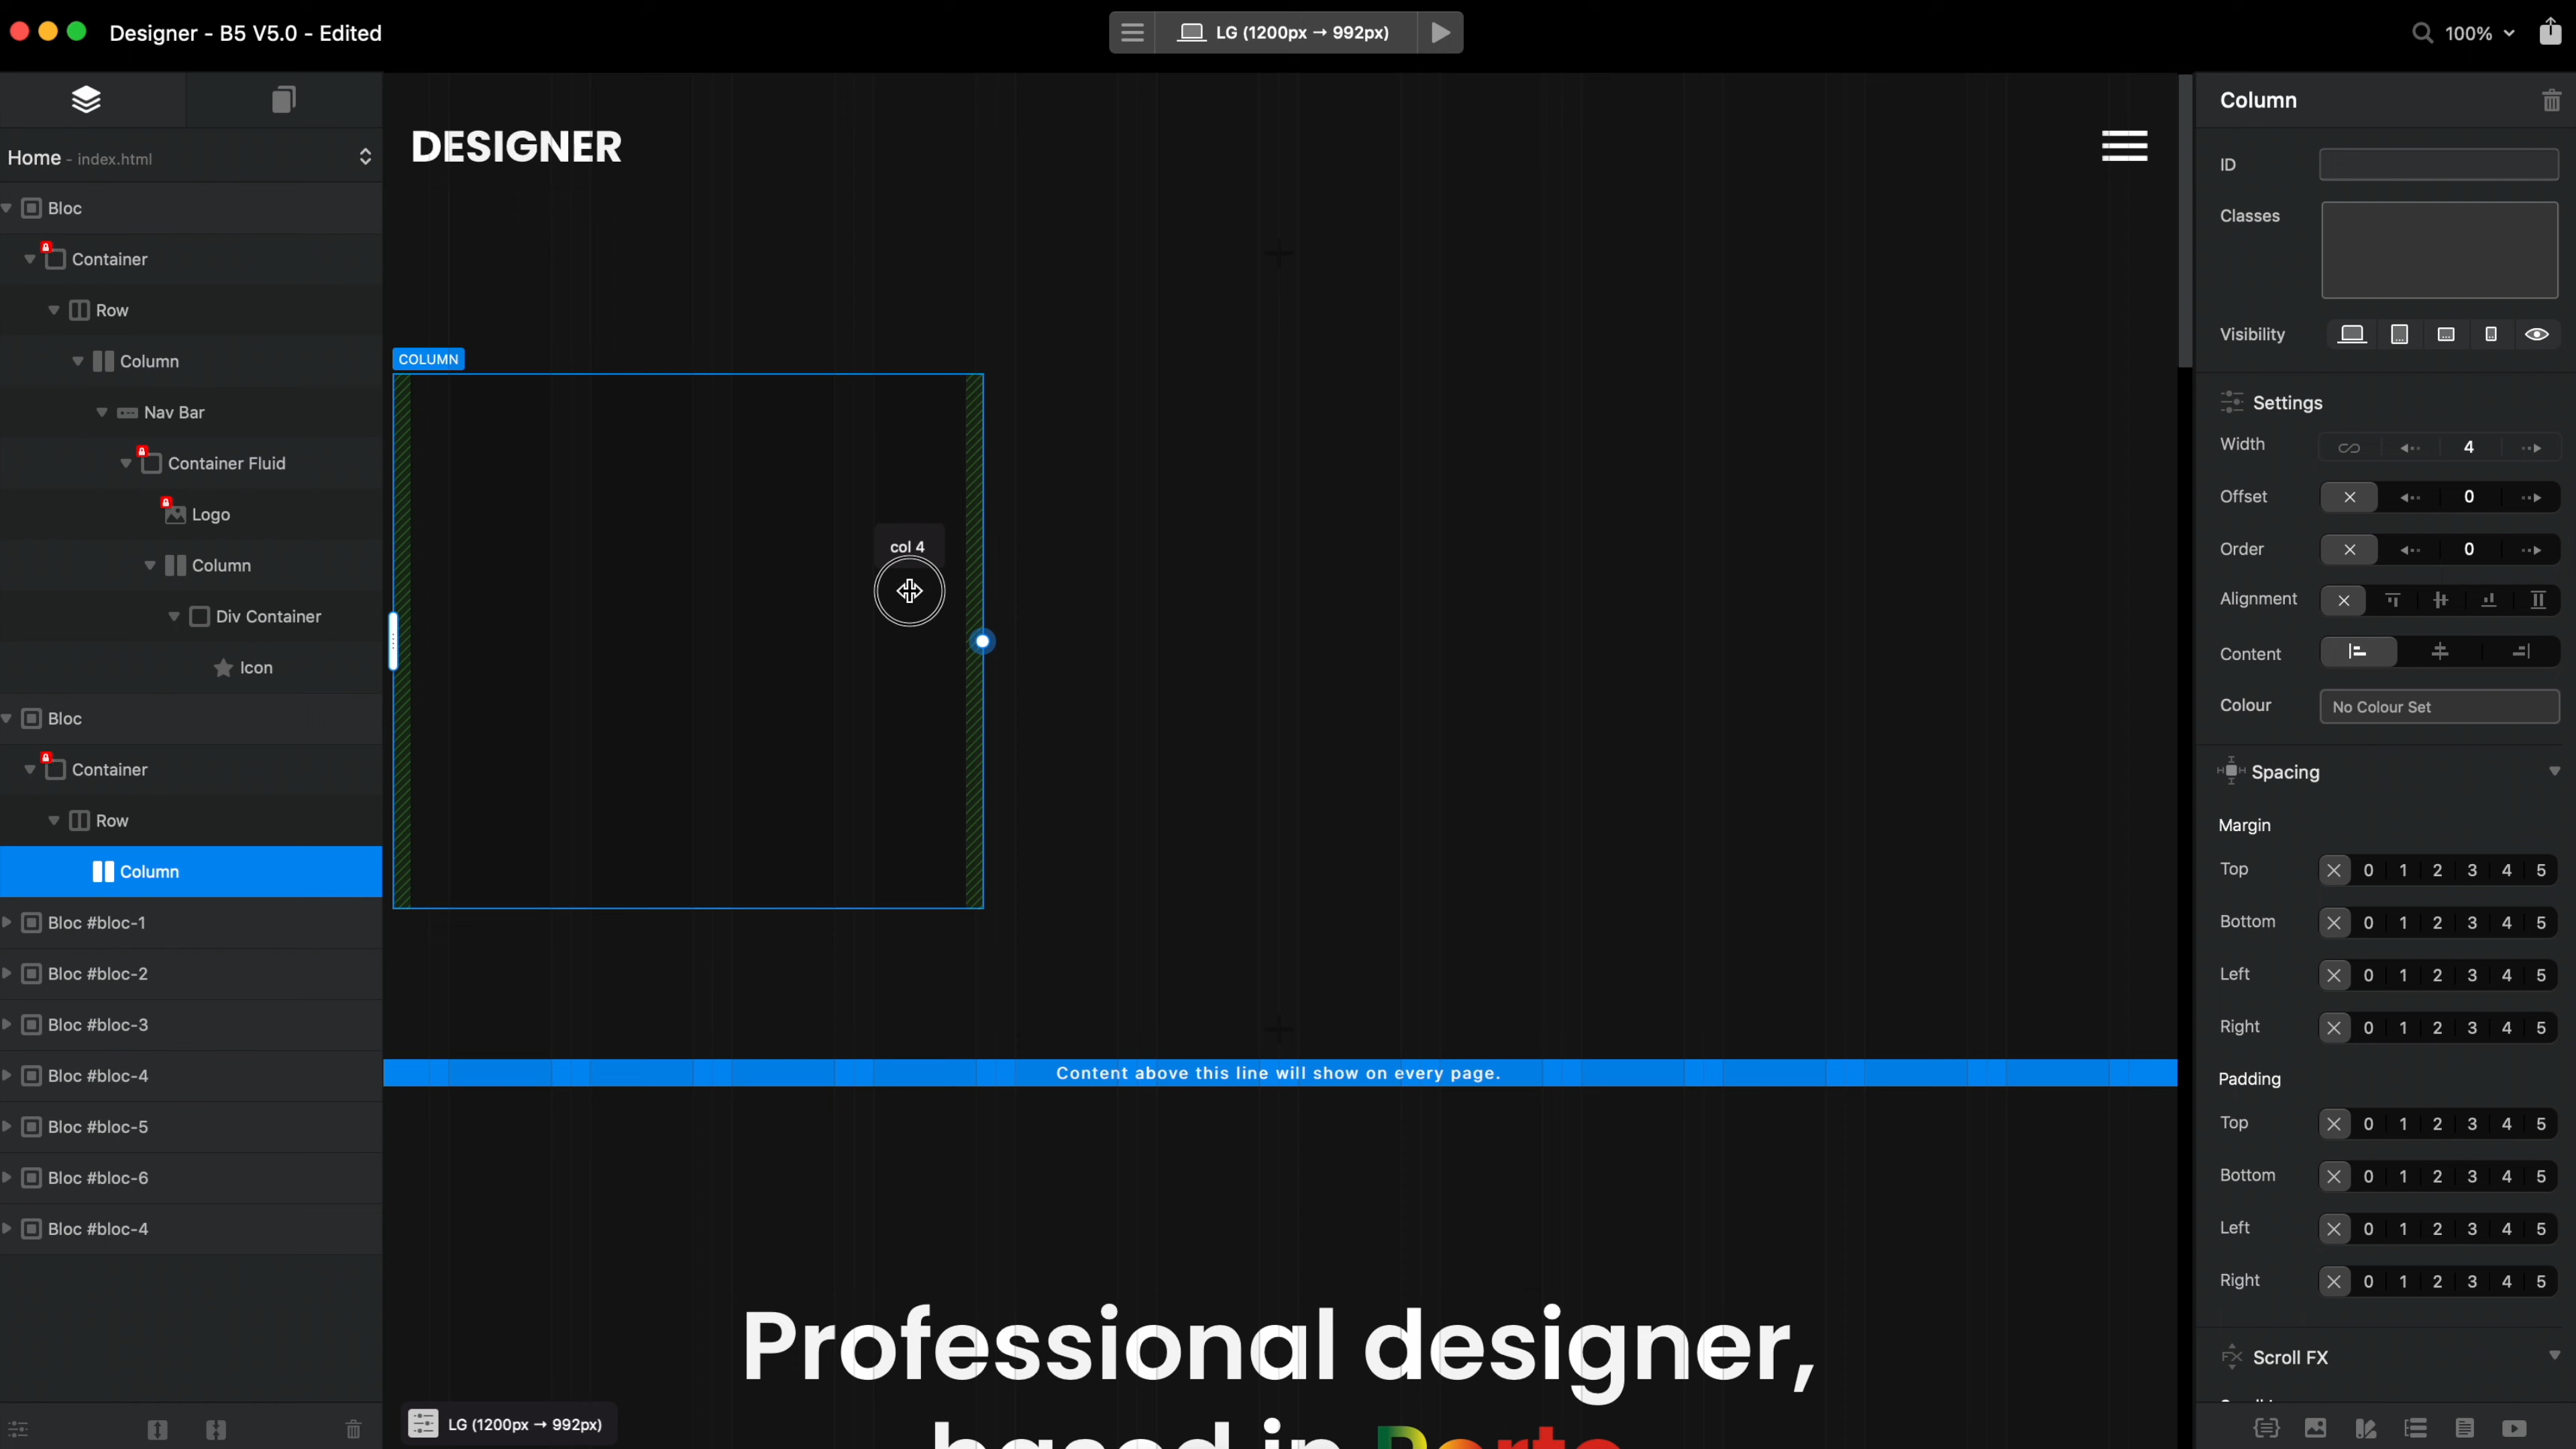 Designer - B5 V5.0 - Edited
LG (1200px → 992px)
100%
Home - index.html
Bloc
Container
Row
Column
Nav Bar
Container Fluid
Logo
Column
Div Container
Icon
Bloc
Container
Row
Column
Bloc #bloc-1
Bloc #bloc-2
Bloc #bloc-3
Bloc #bloc-4
Bloc #bloc-5
Bloc #bloc-6
Bloc #bloc-4
DESIGNER
COLUMN
col 4
Content above this line will show on every page.
Professional designer,
based in Porto
LG (1200px → 992px)
Column
ID
Classes
Visibility
Settings
Width 4
Offset 0
Order 0
Alignment
Content
Colour No Colour Set
Spacing
Margin
Top 0 1 2 3 4 5
Bottom 0 1 2 3 4 5
Left 0 1 2 3 4 5
Right 0 1 2 3 4 5
Padding
Top 0 1 2 3 4 5
Bottom 0 1 2 3 4 5
Left 0 1 2 3 4 5
Right 0 1 2 3 4 5
FX Scroll FX